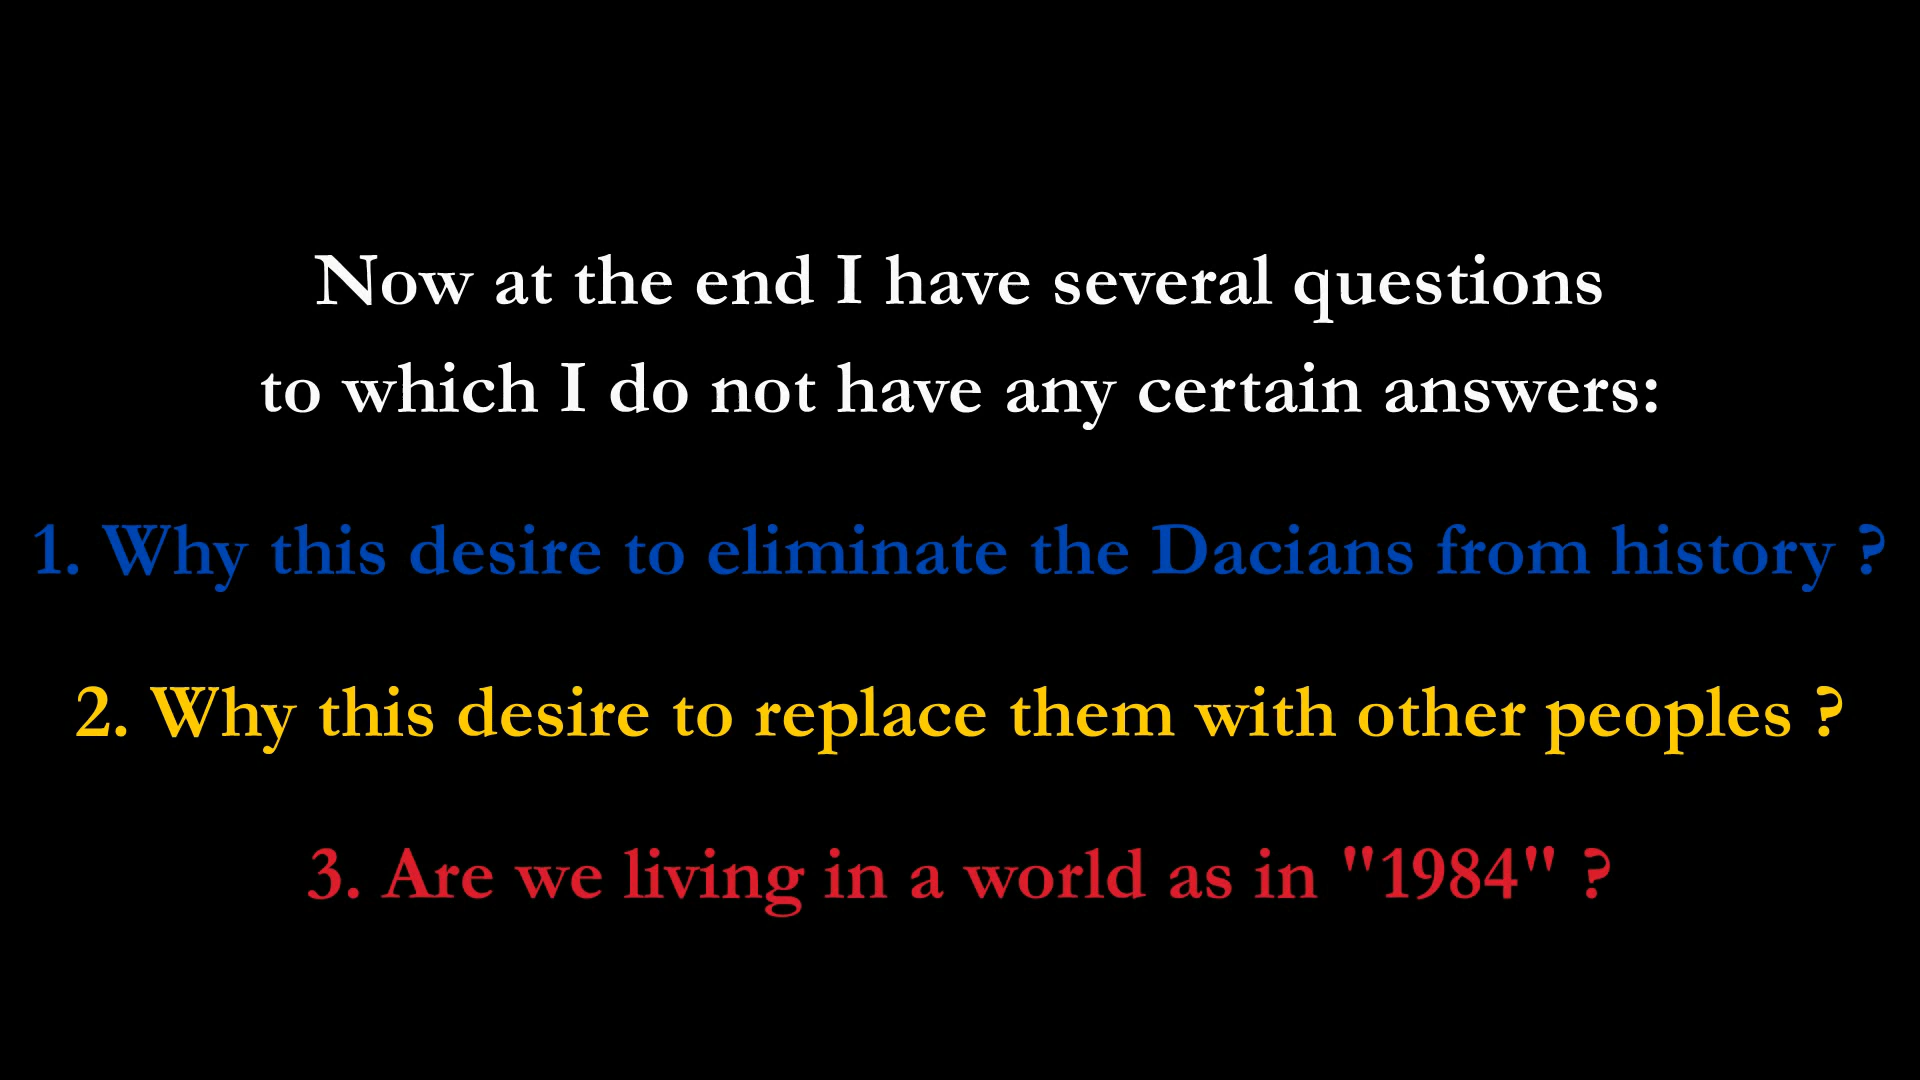 Now at the end I have several questions
to which I do not have any certain answers:
1. Why this desire to eliminate the Dacians from history ?
2. Why this desire to replace them with other peoples ?
3. Are we living in a world as in "1984" ?